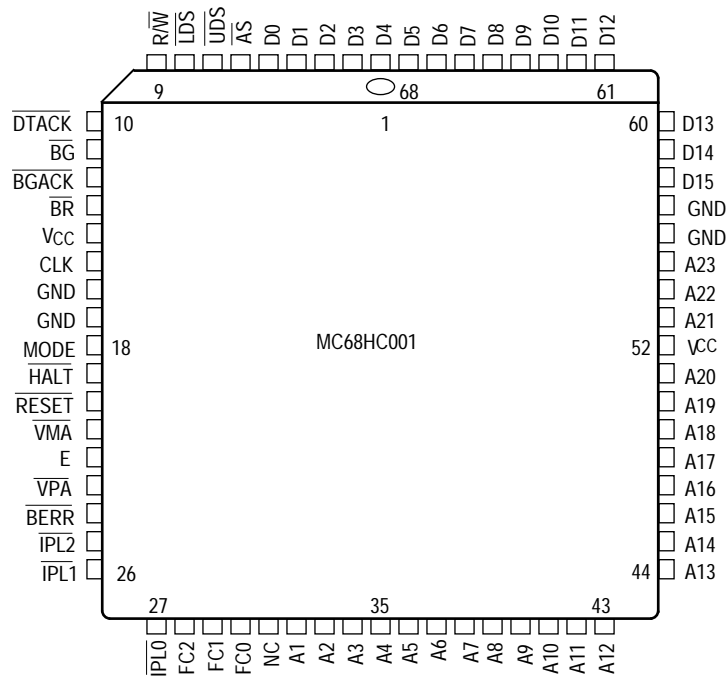 R/W LDS UDS AS D0 D1 D2 D3 D4 D5 D6 D7 D8 D9 D10 D11 D12
9 68 61
DTACK 10 1 60 D13
BG D14
BGACK D15
BR GND
VCC GND
CLK A23
GND A22
GND A21
MODE 18 MC68HC001 52 VCC
HALT A20
RESET A19
VMA A18
E A17
VPA A16
BERR A15
IPL2 A14
IPL1 26 44 A13
27 35 43
IPL0 FC2 FC1 FC0 NC A1 A2 A3 A4 A5 A6 A7 A8 A9 A10 A11 A12